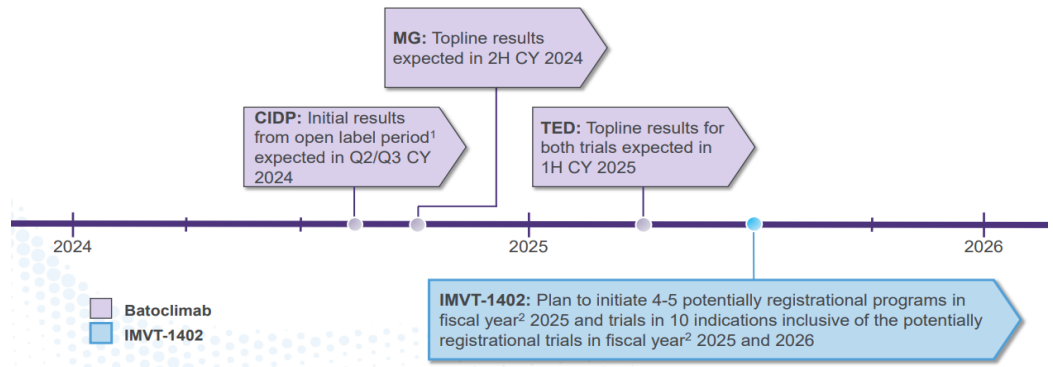 MG: Topline results
expected in 2H CY 2024
CIDP: Initial results
from open label period¹
expected in Q2/Q3 CY
2024
TED: Topline results for
both trials expected in
1H CY 2025
2024
2025
2026
Batoclimab
IMVT-1402
IMVT-1402: Plan to initiate 4-5 potentially registrational programs in
fiscal year² 2025 and trials in 10 indications inclusive of the potentially
registrational trials in fiscal year² 2025 and 2026